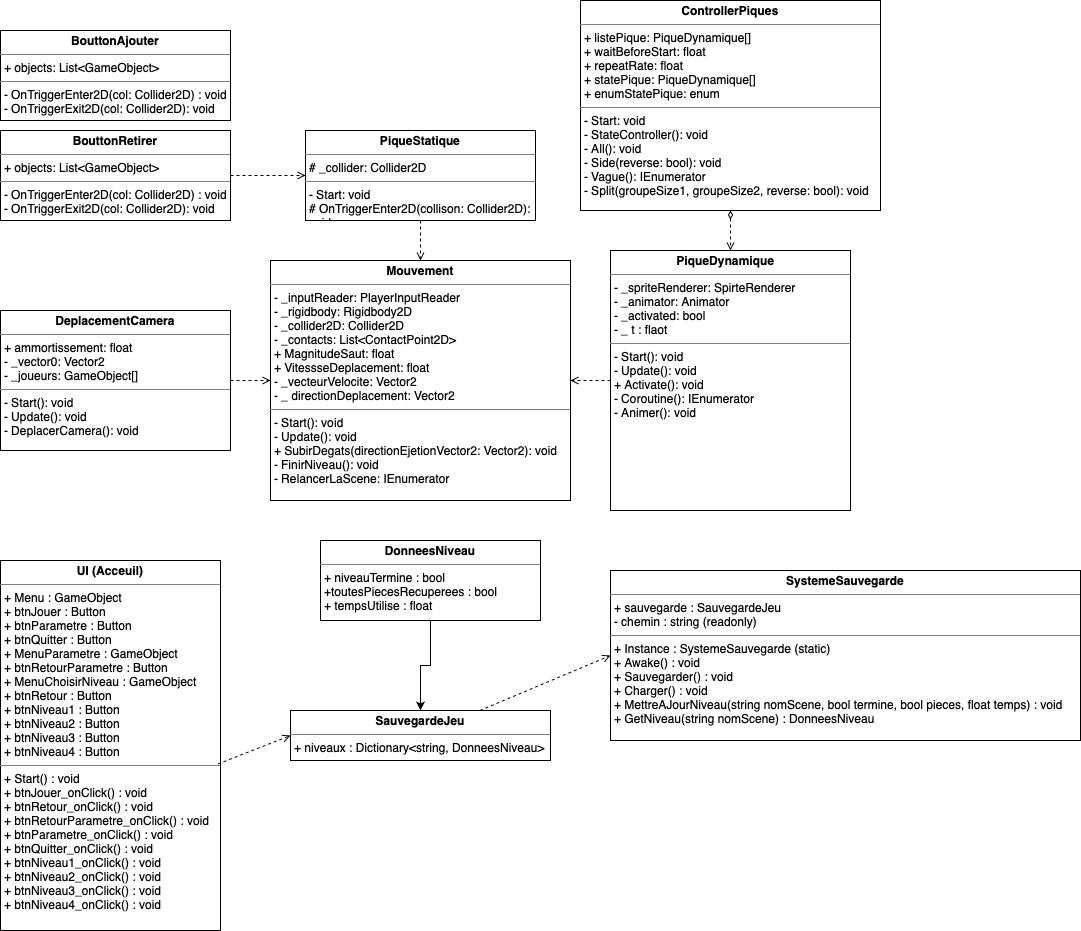 BouttonAjouter
+ objects: List<GameObject>
- OnTriggerEnter2D(col: Collider2D) : void
- OnTriggerExit2D(col: Collider2D): void
BouttonRetirer
+ objects: List<GameObject>
- OnTriggerEnter2D(col: Collider2D) : void
- OnTriggerExit2D(col: Collider2D): void
PiqueStatique
# _collider: Collider2D
- Start: void
# OnTriggerEnter2D(collison: Collider2D):
ControllerPiques
+ listePique: PiqueDynamique[]
+ waitBeforeStart: float
+ repeatRate: float
+ statePique: PiqueDynamique[]
+ enumStatePique: enum
- Start: void
- StateController(): void
- All(): void
- Side(reverse: bool): void
- Vague(): IEnumerator
- Split(groupeSize1, groupeSize2, reverse: bool): void
DeplacementCamera
+ ammortissement: float
- _vector0: Vector2
- _joueurs: GameObject[]
- Start(): void
- Update(): void
- DeplacerCamera(): void
Mouvement
- _inputReader: PlayerInputReader
- _rigidbody: Rigidbody2D
- _collider2D: Collider2D
- _contacts: List<ContactPoint2D>
+ MagnitudeSaut: float
+ VitessseDeplacement: float
- _vecteurVelocite: Vector2
- _ directionDeplacement: Vector2
- Start(): void
- Update(): void
+ SubirDegats(directionEjetionVector2: Vector2): void
- FinirNiveau(): void
- RelancerLaScene: IEnumerator
PiqueDynamique
- _spriteRenderer: SpirteRenderer
- _animator: Animator
- _activated: bool
- _ t : flaot
- Start(): void
- Update(): void
+ Activate(): void
- Coroutine(): IEnumerator
- Animer(): void
UI (Acceuil)
+ Menu : GameObject
+ btnJouer : Button
+ btnParametre : Button
+ btnQuitter : Button
+ MenuParametre : GameObject
+ btnRetourParametre : Button
+ MenuChoisirNiveau : GameObject
+ btnRetour : Button
+ btnNiveau1 : Button
+ btnNiveau2 : Button
+ btnNiveau3 : Button
+ btnNiveau4 : Button
+ Start() : void
+ btnJouer_onClick() : void
+ btnRetour_onClick() : void
+ btnRetourParametre_onClick() : void
+ btnParametre_onClick() : void
+ btnQuitter_onClick() : void
+ btnNiveau1_onClick() : void
+ btnNiveau2_onClick() : void
+ btnNiveau3_onClick() : void
+ btnNiveau4_onClick() : void
DonneesNiveau
+ niveauTermine : bool
+toutesPiecesRecuperees : bool
+ tempsUtilise : float
SauvegardeJeu
+ niveaux : Dictionary<string, DonneesNiveau>
SystemeSauvegarde
+ sauvegarde : SauvegardeJeu
- chemin : string (readonly)
+ Instance : SystemeSauvegarde (static)
+ Awake() : void
+ Sauvegarder() : void
+ Charger() : void
+ MettreAJourNiveau(string nomScene, bool termine, bool pieces, float temps) : void
+ GetNiveau(string nomScene) : DonneesNiveau